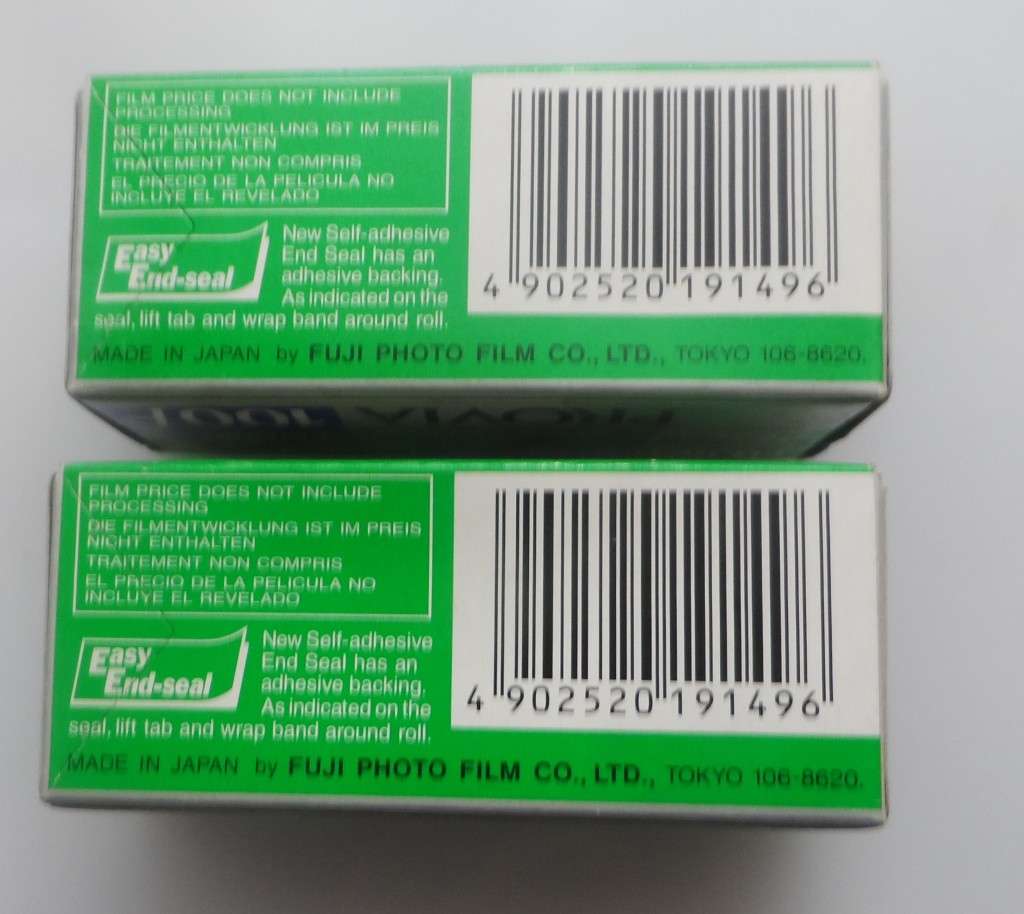 FILM PRICE DOES NOT INCLUDE
PROCESSING
DIE FILMENTWICKLUNG IST IM PREIS
NICHT ENTHALTEN
TRAITEMENT NON COMPRIS
EL PRECIO DE LA PELICULA NO
INCLUYE EL REVELADO
Easy
End-seal
New Self-adhesive
End Seal has an
adhesive backing.
As indicated on the
seal, lift tab and wrap band around roll.
4 902520 191496
MADE IN JAPAN by FUJI PHOTO FILM CO., LTD., TOKYO 106-8620.
100F
FILM PRICE DOES NOT INCLUDE
PROCESSING
DIE FILMENTWICKLUNG IST IM PREIS
NICHT ENTHALTEN
TRAITEMENT NON COMPRIS
EL PRECIO DE LA PELICULA NO
INCLUYE EL REVELADO
Easy
End-seal
New Self-adhesive
End Seal has an
adhesive backing.
As indicated on the
seal, lift tab and wrap band around roll.
4 902520 191496
MADE IN JAPAN by FUJI PHOTO FILM CO., LTD., TOKYO 106-8620.